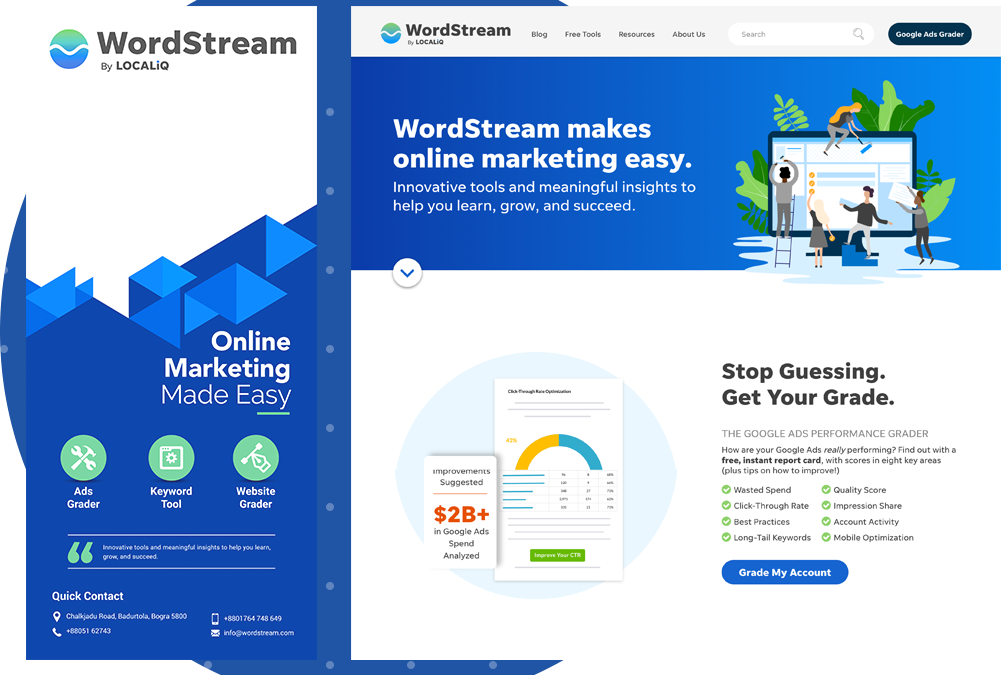 WordStream
By LOCALiQ
Online
Marketing
Made Easy
Ads
Grader
Keyword
Tool
Website
Grader
Innovative tools and meaningful insights to help you learn,
grow, and succeed.
Quick Contact
Chalkjadu Road, Badurtola, Bogra 5800
+88051 62743
+8801764 748 649
info@wordstream.com
WordStream
By LOCALiQ
Blog
Free Tools
Resources
About Us
Search
Google Ads Grader
WordStream makes
online marketing easy.
Innovative tools and meaningful insights to
help you learn, grow, and succeed.
Click-Through Rate Optimization
43%
Improvements
Suggested
$2B+
in Google Ads
Spend
Analyzed
Improve Your CTR
Stop Guessing.
Get Your Grade.
THE GOOGLE ADS PERFORMANCE GRADER
How are your Google Ads really performing? Find out with a
free, instant report card, with scores in eight key areas
(plus tips on how to improve!)
Wasted Spend
Quality Score
Click-Through Rate
Impression Share
Best Practices
Account Activity
Long-Tail Keywords
Mobile Optimization
Grade My Account